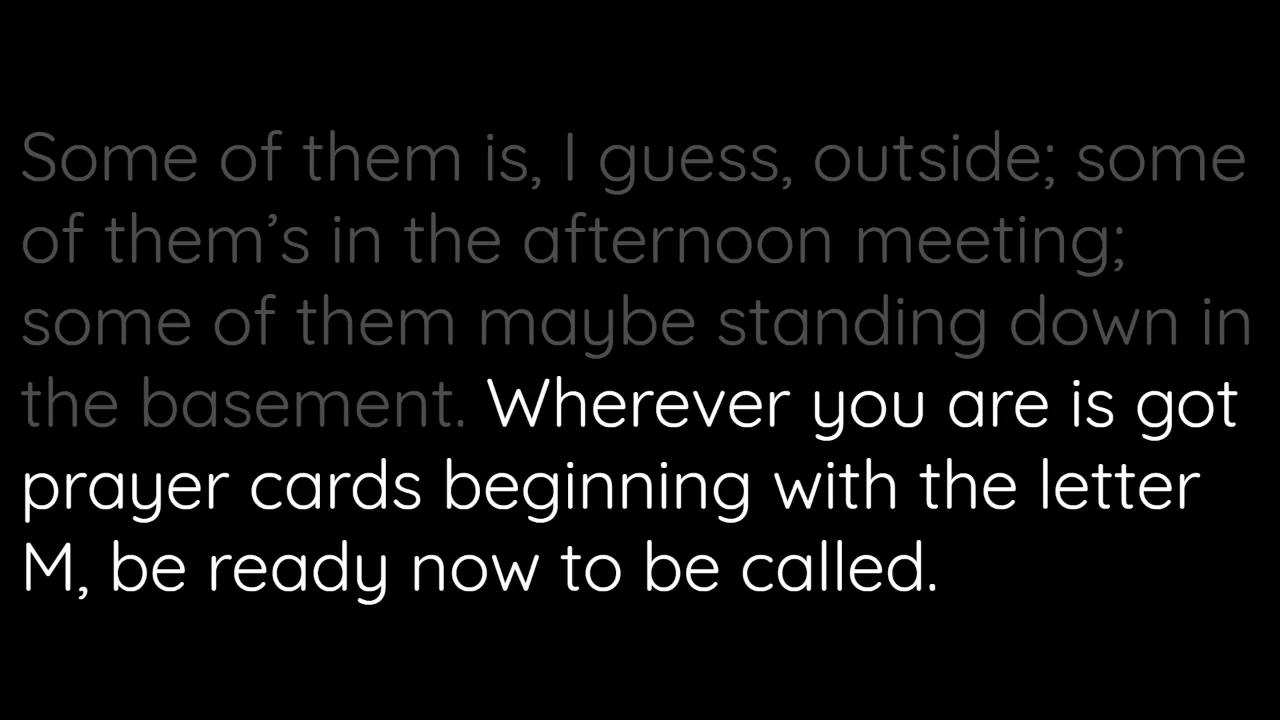 Some of them is, I guess, outside; some
of them’s in the afternoon meeting;
some of them maybe standing down in
the basement. Wherever you are is got
prayer cards beginning with the letter
M, be ready now to be called.